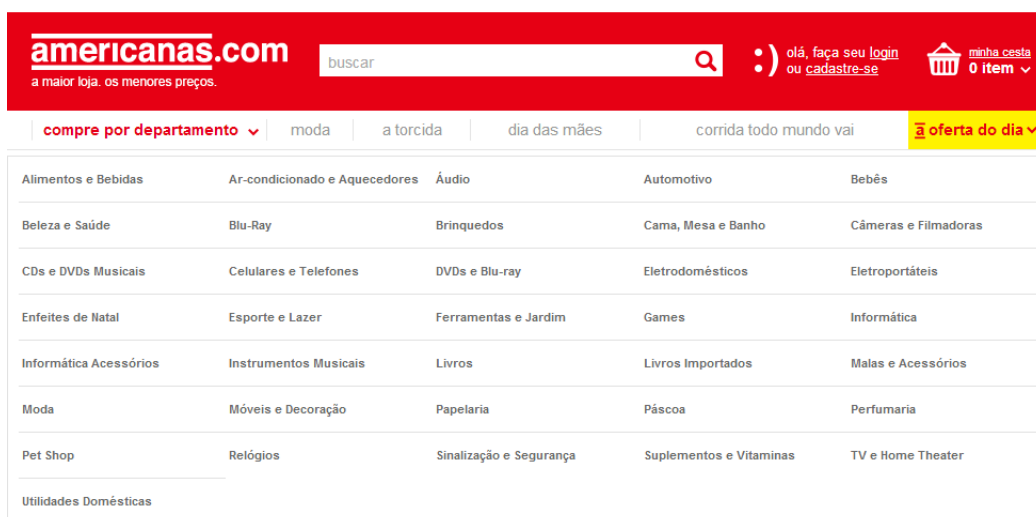 americanas.com
a maior loja. os menores preços.
buscar
:) olá, faça seu login
ou cadastre-se
minha cesta
0 item
compre por departamento moda a torcida dia das mães corrida todo mundo vai a oferta do dia
Alimentos e Bebidas Ar-condicionado e Aquecedores Áudio Automotivo Bebês
Beleza e Saúde Blu-Ray Brinquedos Cama, Mesa e Banho Câmeras e Filmadoras
CDs e DVDs Musicais Celulares e Telefones DVDs e Blu-ray Eletrodomésticos Eletroportáteis
Enfeites de Natal Esporte e Lazer Ferramentas e Jardim Games Informática
Informática Acessórios Instrumentos Musicais Livros Livros Importados Malas e Acessórios
Moda Móveis e Decoração Papelaria Páscoa Perfumaria
Pet Shop Relógios Sinalização e Segurança Suplementos e Vitaminas TV e Home Theater
Utilidades Domésticas